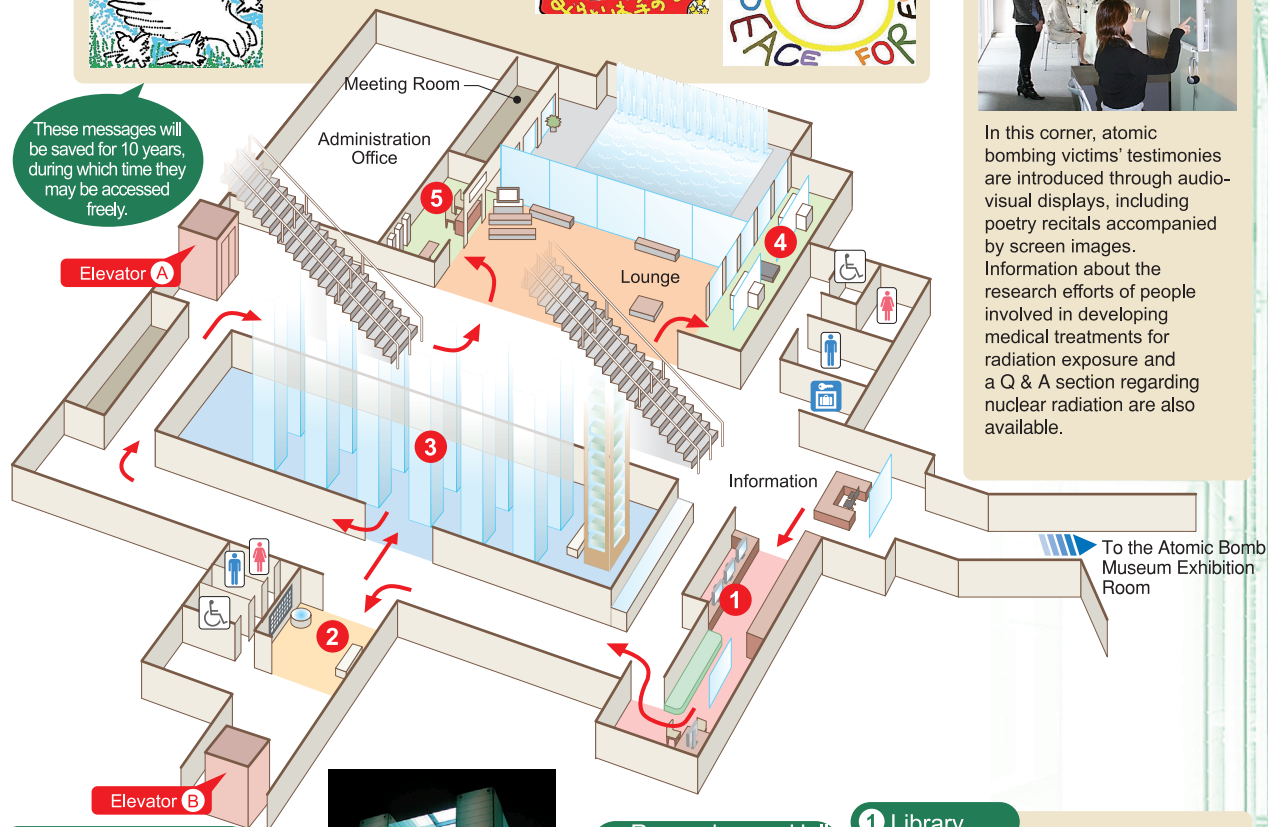 EACE FOR E
These messages will
be saved for 10 years,
during which time they
may be accessed
freely.
Meeting Room
Administration
Office
5
4
Lounge
Elevator A
3
Information
1
2
To the Atomic Bomb
Museum Exhibition
Room
Elevator B
In this corner, atomic
bombing victims' testimonies
are introduced through audio-
visual displays, including
poetry recitals accompanied
by screen images.
Information about the
research efforts of people
involved in developing
medical treatments for
radiation exposure and
a Q & A section regarding
nuclear radiation are also
available.
1 Library